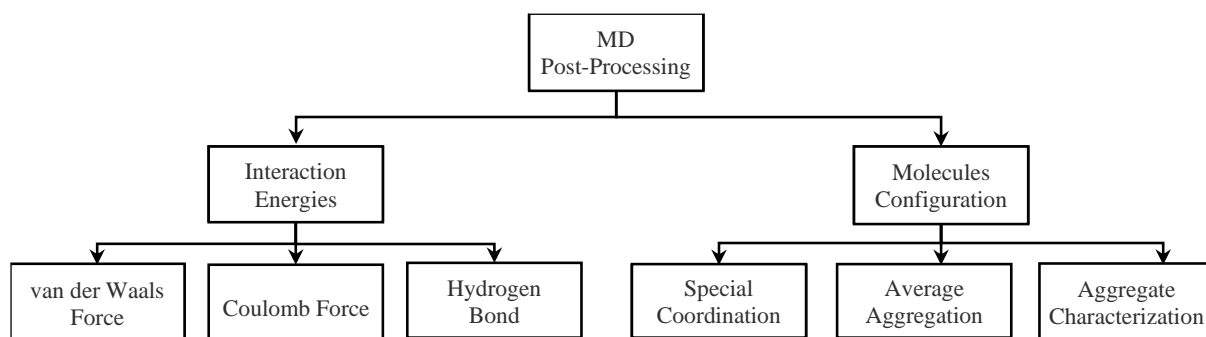 MD
Post-Processing
Interaction
Energies
Molecules
Configuration
van der Waals
Force
Coulomb Force
Hydrogen
Bond
Special
Coordination
Average
Aggregation
Aggregate
Characterization